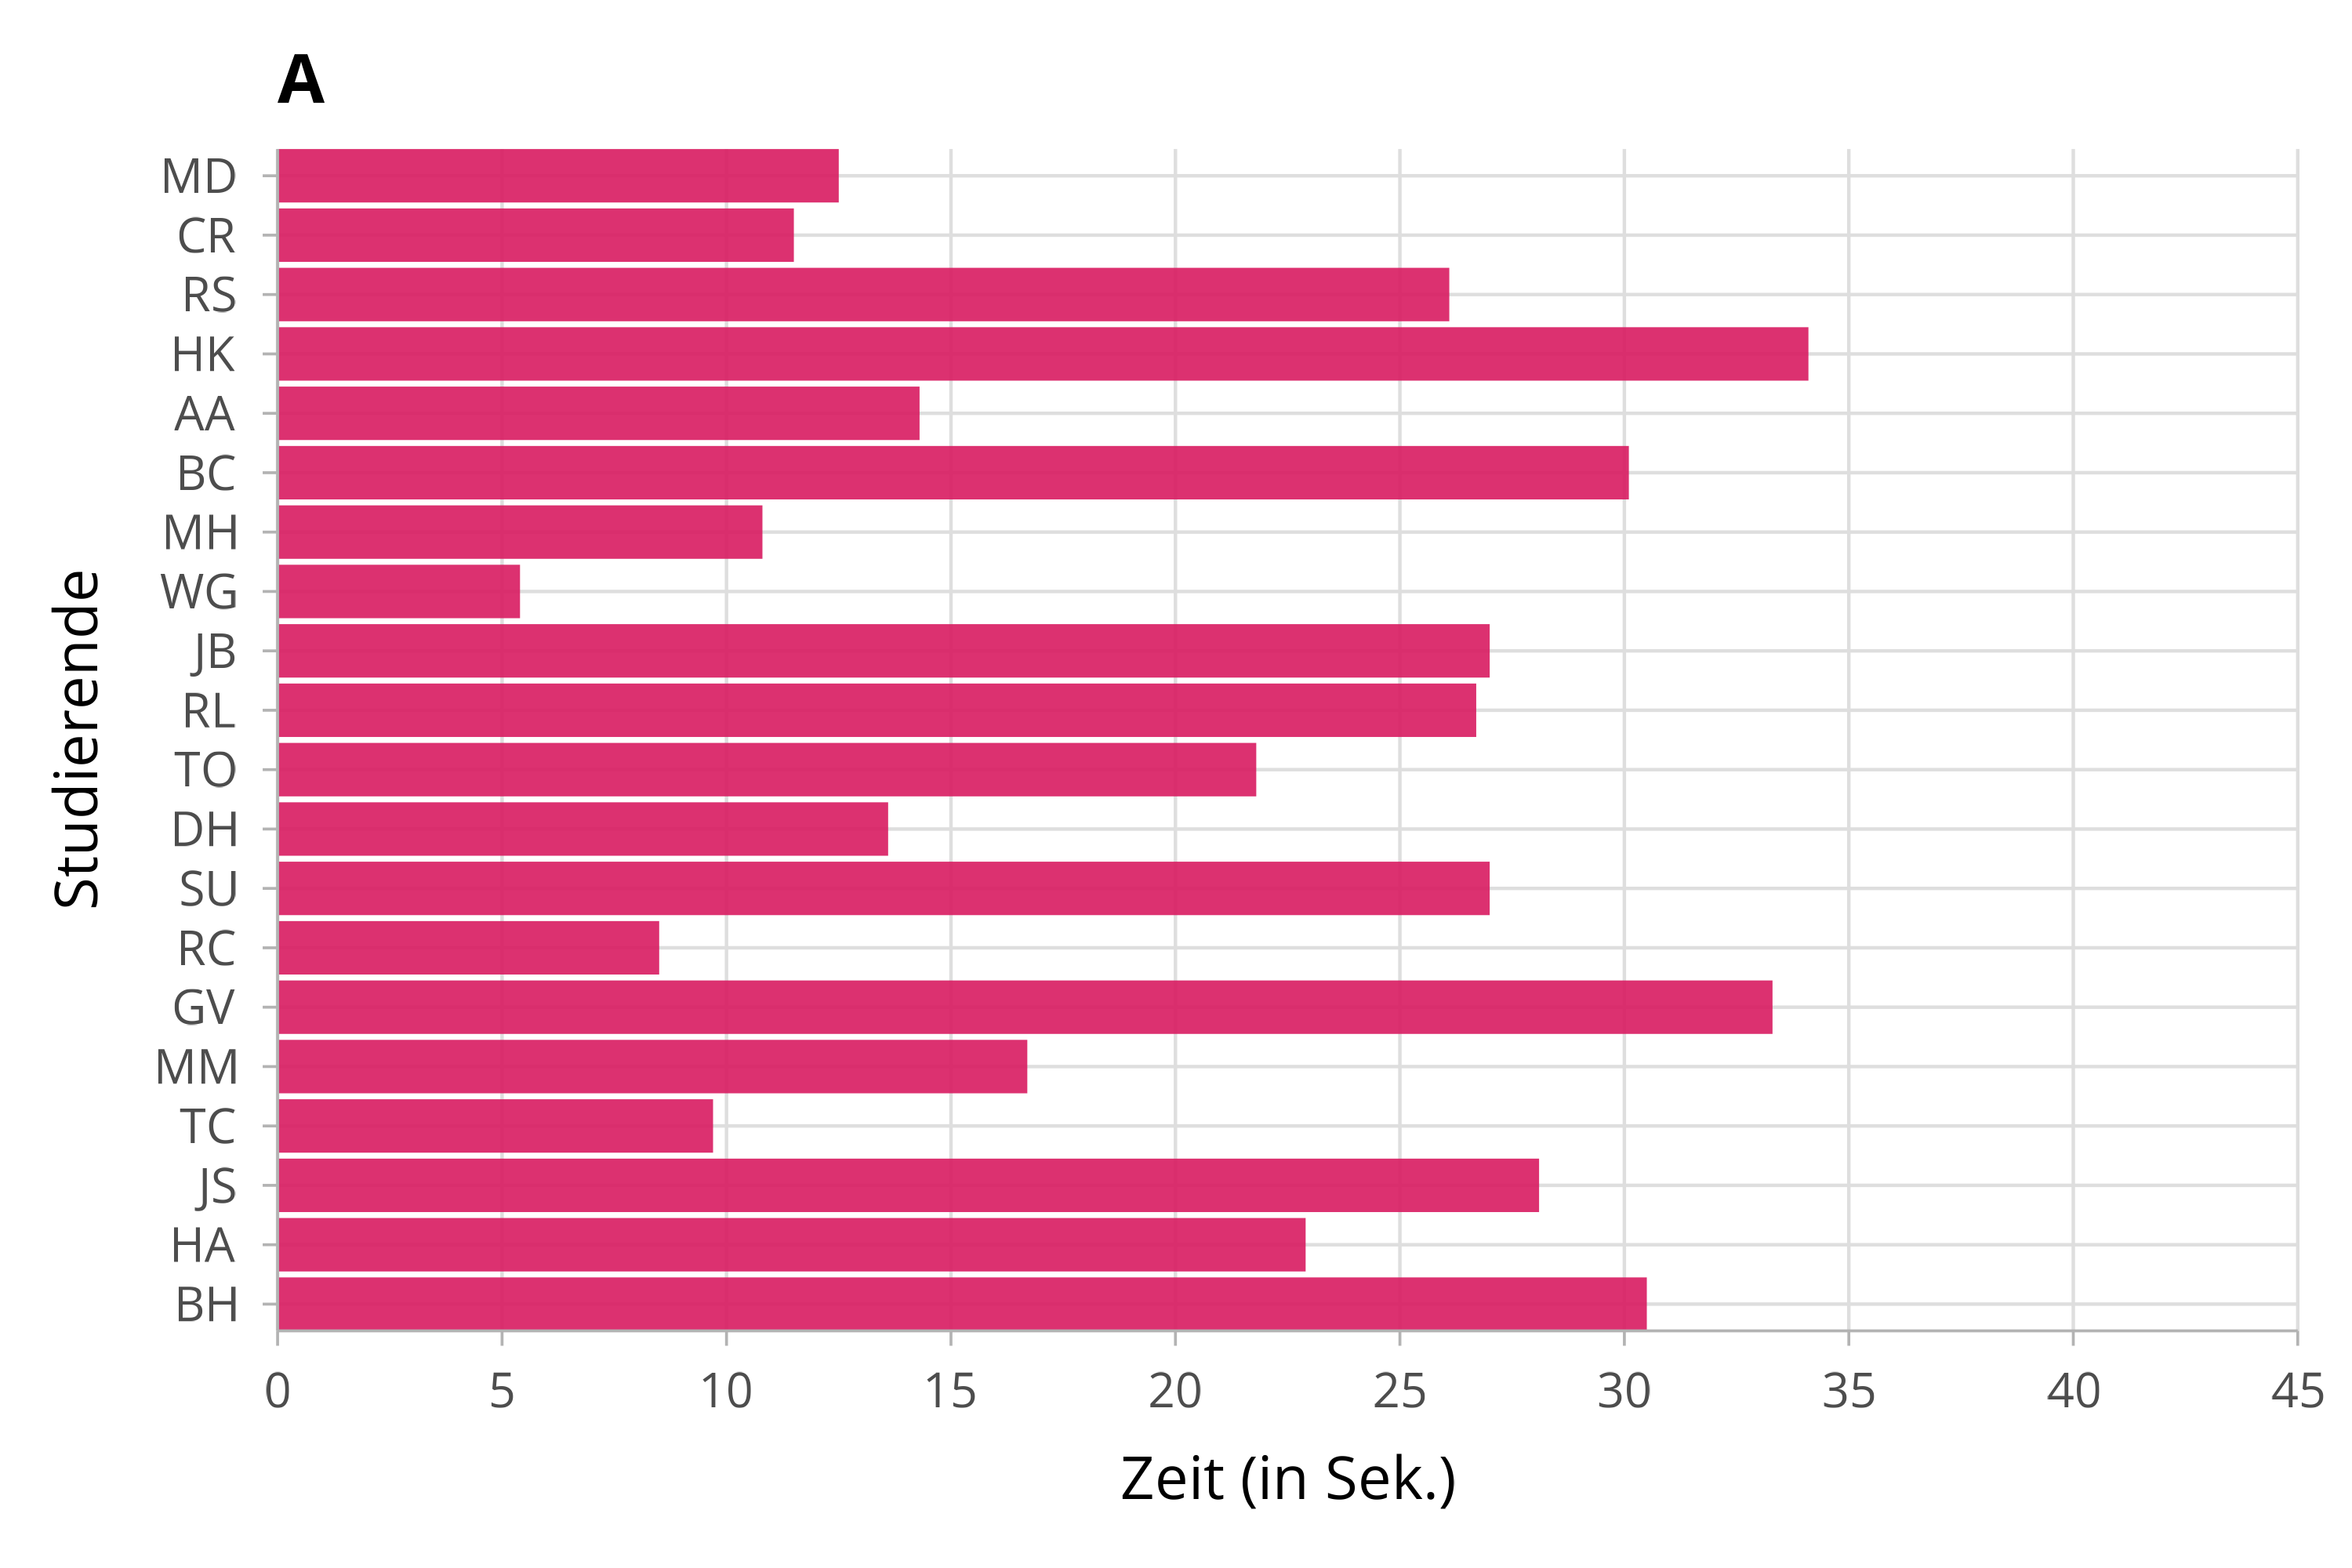 A
MD
CR
RS
HK
AA
BC
MH
WG
JB
RL
TO
DH
SU
RC
GV
MM
TC
JS
HA
BH
Studierende
0 5 10 15 20 25 30 35 40 45
Zeit (in Sek.)